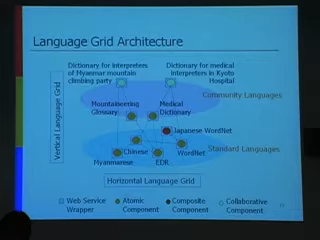 Language Grid Architecture
Dictionary for interpreters
of Myanmar mountain
climbing party
Dictionary for medical
interpreters in Kyoto
Hospital
Community Languages
Vertical Language Grid
Mountaineering
Glossary
Medical
Dictionary
Japanese WordNet
Chinese
WordNet
Standard Languages
Myanmarese
EDR
Horizontal Language Grid
Web Service
Wrapper
Atomic
Component
Composite
Component
Collaborative
Component